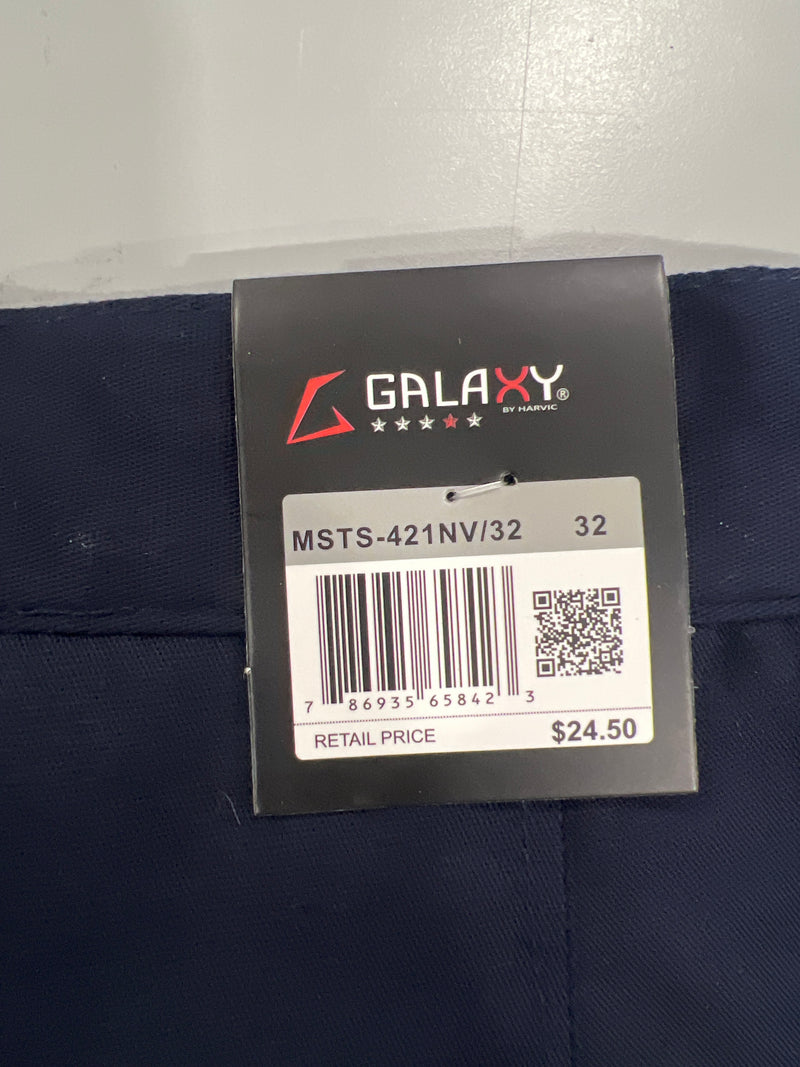 GALAXY®
BY HARVIC
MSTS-421NV/32 32
7 86935 65842 3
RETAIL PRICE $24.50